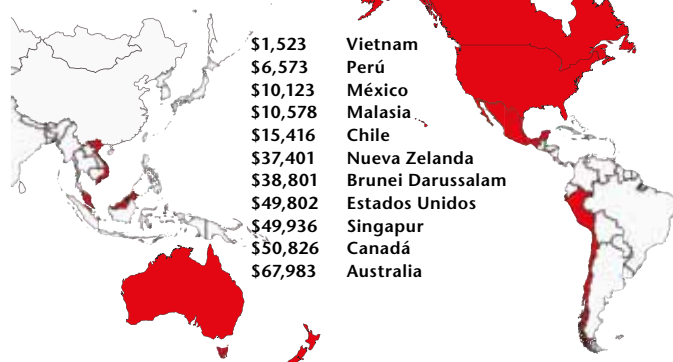 $1,523 Vietnam
$6,573 Perú
$10,123 México
$10,578 Malasia
$15,416 Chile
$37,401 Nueva Zelanda
$38,801 Brunei Darussalam
$49,802 Estados Unidos
$49,936 Singapur
$50,826 Canadá
$67,983 Australia